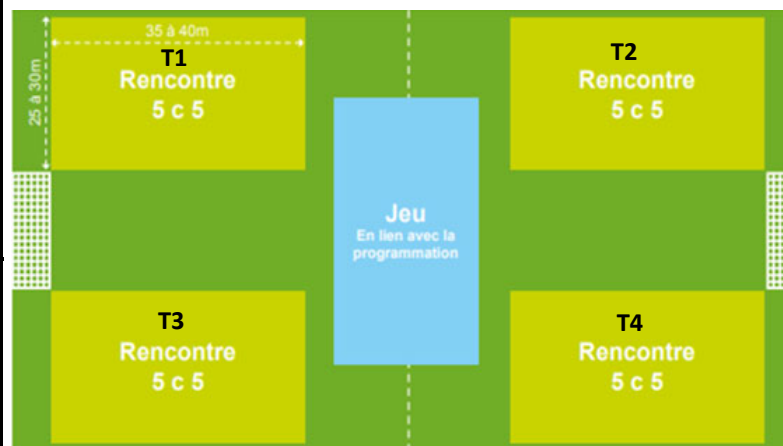 35 à 40m
25 à 30m
T1
Rencontre
5 c 5
T2
Rencontre
5 c 5
Jeu
En lien avec la
programmation
T3
Rencontre
5 c 5
T4
Rencontre
5 c 5